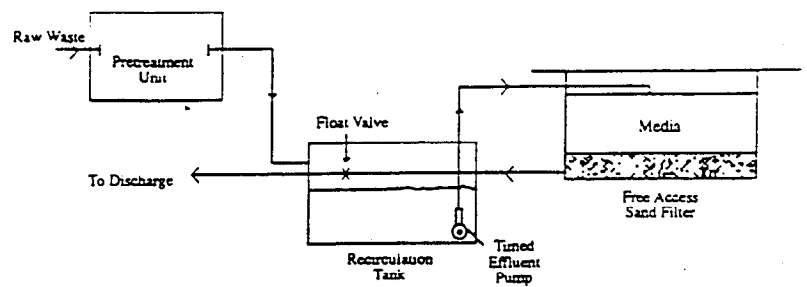 Raw Waste
Pretreatment
Unit
Float Valve
Media
To Discharge
Free Access
Sand Filter
Recirculation
Tank
Timed
Effluent
Pump